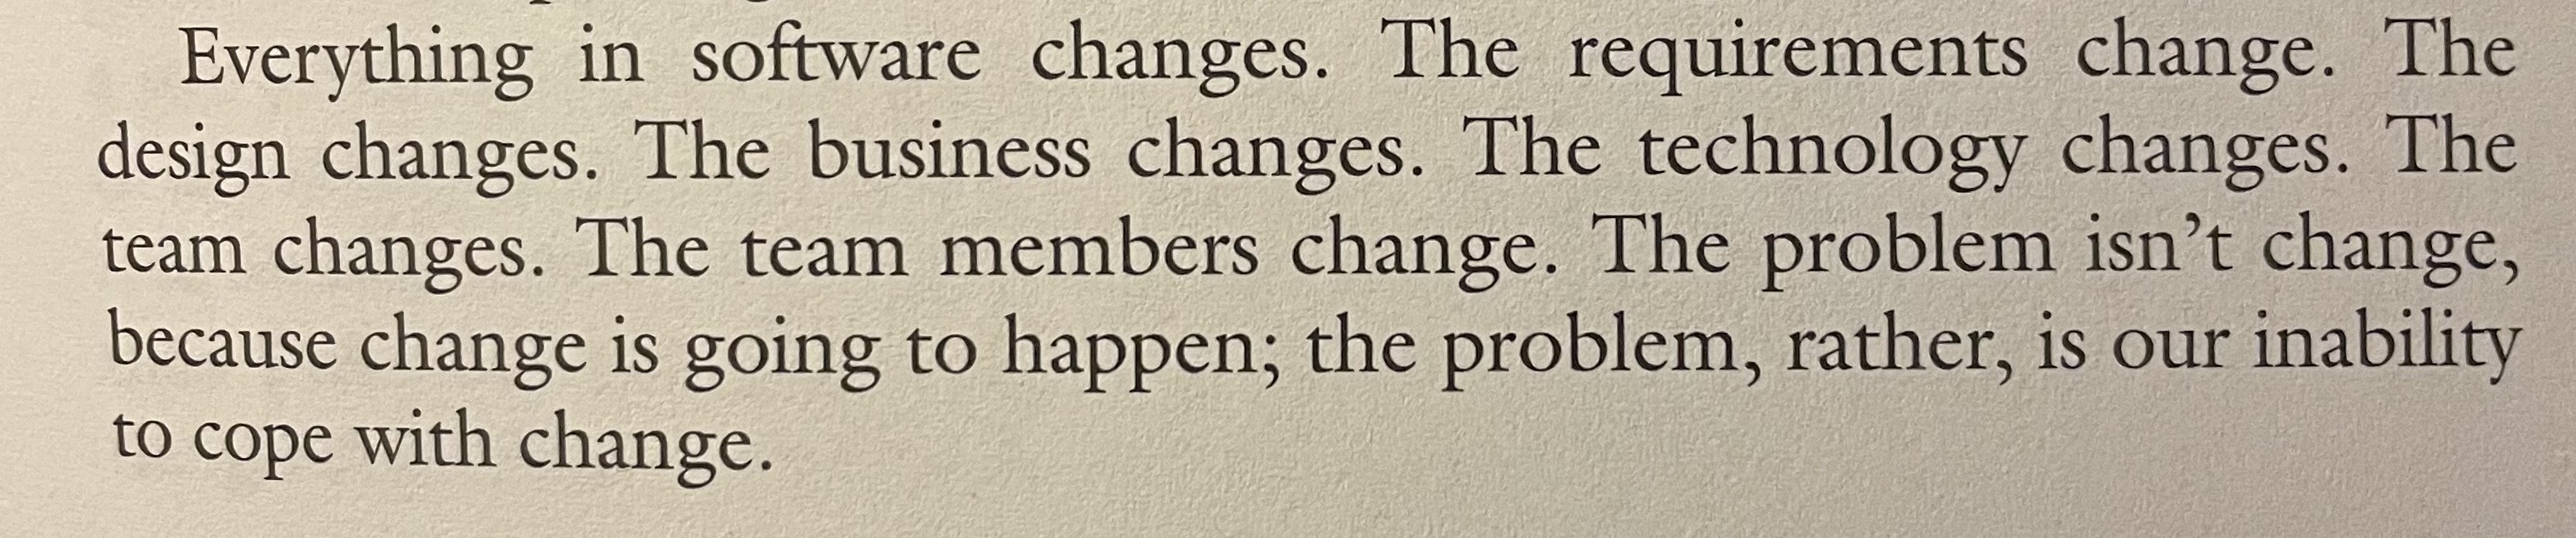 Everything in software changes. The requirements change. The
design changes. The business changes. The technology changes. The
team changes. The team members change. The problem isn’t change,
because change is going to happen; the problem, rather, is our inability
to cope with change.